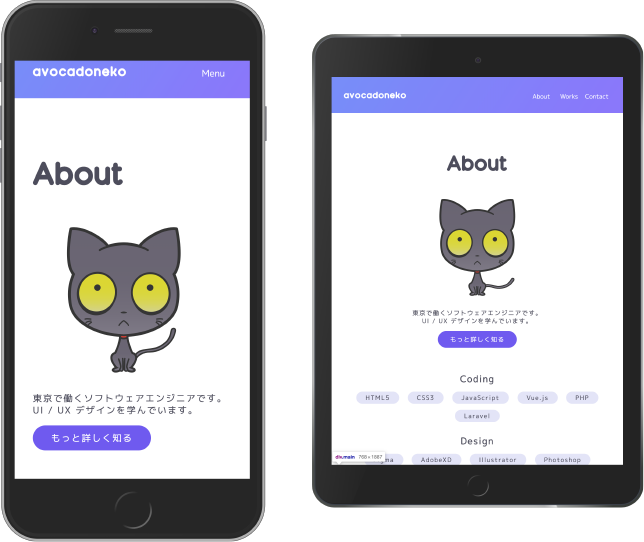 avocadoneko
Menu
About
東京で働くソフトウェアエンジニアです。
UI / UX デザインを学んでいます。
もっと詳しく知る
avocadoneko
About Works Contact
About
東京で働くソフトウェアエンジニアです。
UI / UX デザインを学んでいます。
もっと詳しく知る
Coding
HTML5 CSS3 JavaScript Vue.js PHP
Laravel
Design
div.main 768×1687
AdobeXD Illustrator Photoshop